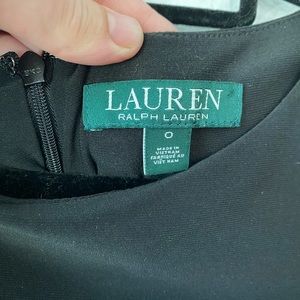 LAUREN
RALPH LAUREN
0
MADE IN
VIETNAM
FABRIQUÉ AU
VIET NAM